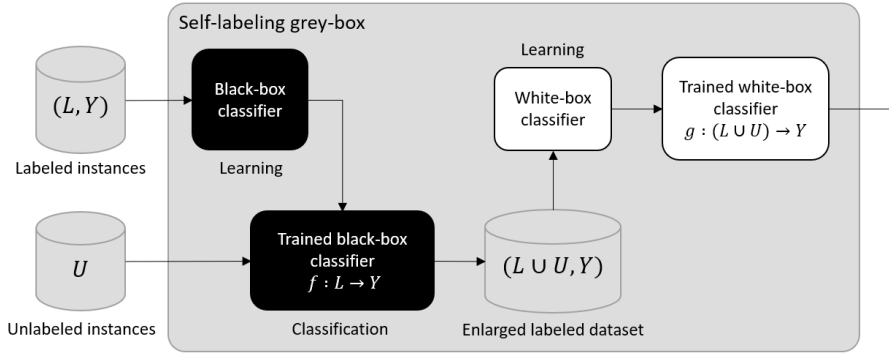 Self-labeling grey-box
(L, Y)
Labeled instances
Black-box
classifier
Learning
Learning
White-box
classifier
Trained white-box
classifier
g : (L ∪ U) → Y
U
Unlabeled instances
Trained black-box
classifier
f : L → Y
Classification
(L ∪ U, Y)
Enlarged labeled dataset